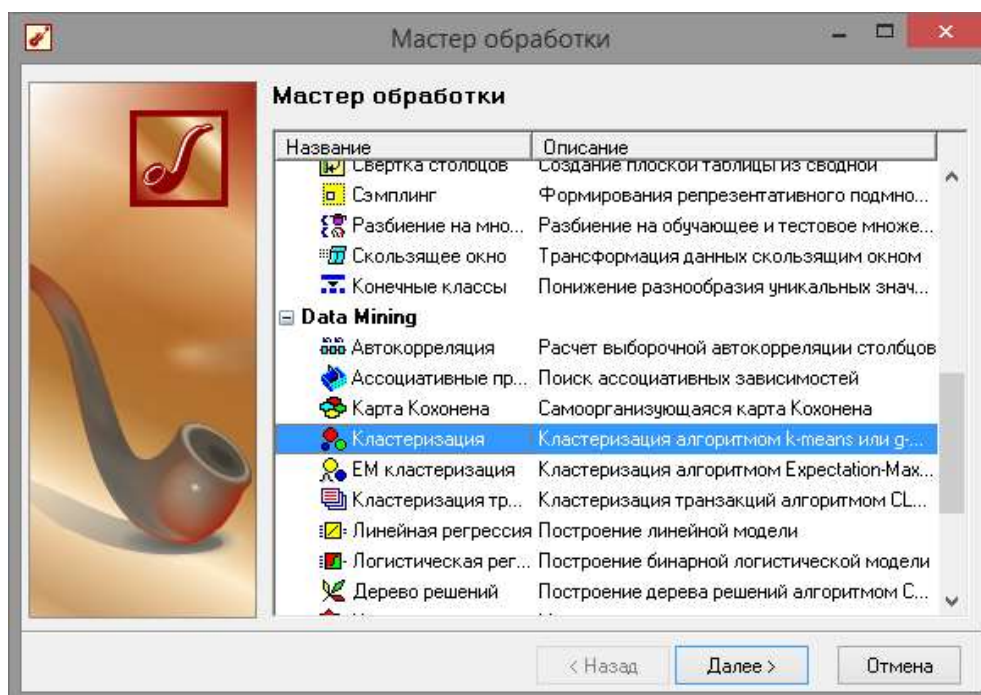 Мастер обработки
Мастер обработки
Название Описание
Свертка столбцов Создание плоской таблицы из сводной
Сэмплинг Формирования репрезентативного подмно...
Разбиение на мно... Разбиение на обучающее и тестовое множе...
Скользящее окно Трансформация данных скользящим окном
Конечные классы Понижение разнообразия уникальных знач...
Data Mining
Автокорреляция Расчет выборочной автокорреляции столбцов
Ассоциативные пр... Поиск ассоциативных зависимостей
Карта Кохонена Самоорганизующаяся карта Кохонена
Кластеризация Кластеризация алгоритмом k-means или g-...
EM кластеризация Кластеризация алгоритмом Expectation-Max...
Кластеризация тр... Кластеризация транзакций алгоритмом CL...
Линейная регрессия Построение линейной модели
Логистическая рег... Построение бинарной логистической модели
Дерево решений Построение дерева решений алгоритмом C...
< Назад Далее > Отмена